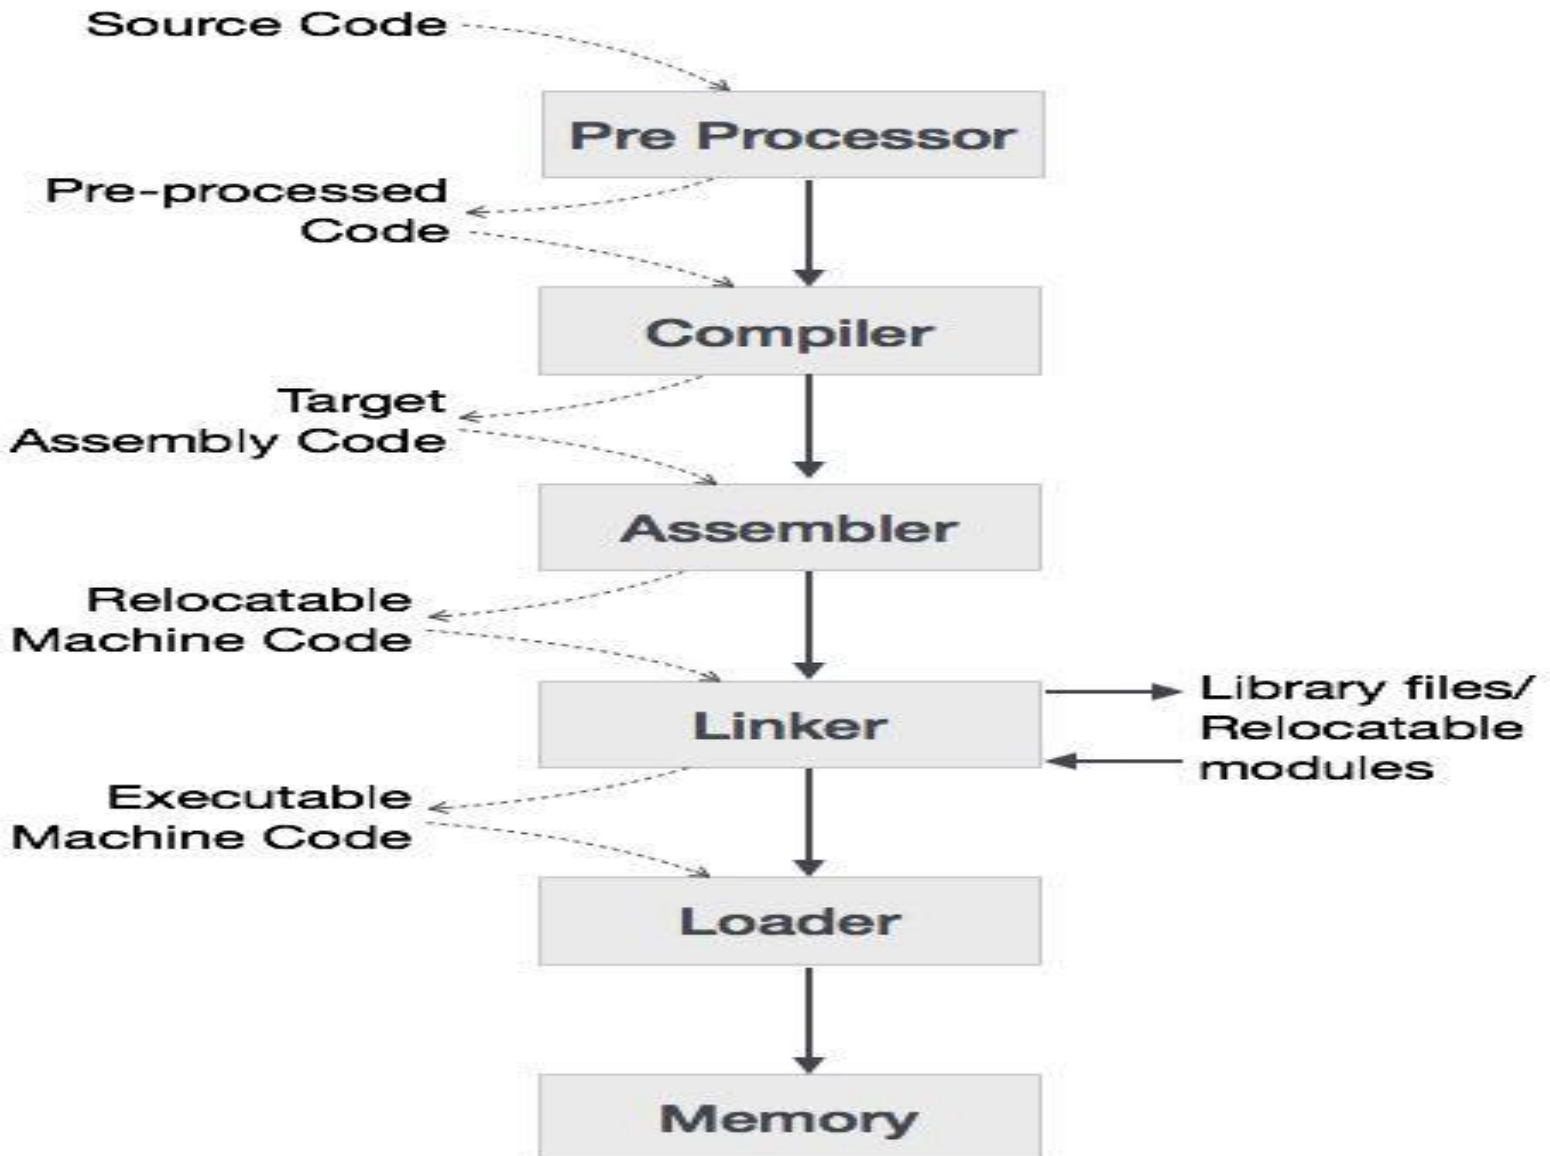 Source Code
Pre Processor
Pre-processed
Code
Compiler
Target
Assembly Code
Assembler
Relocatable
Machine Code
Linker
Library files/
Relocatable
modules
Executable
Machine Code
Loader
Memory